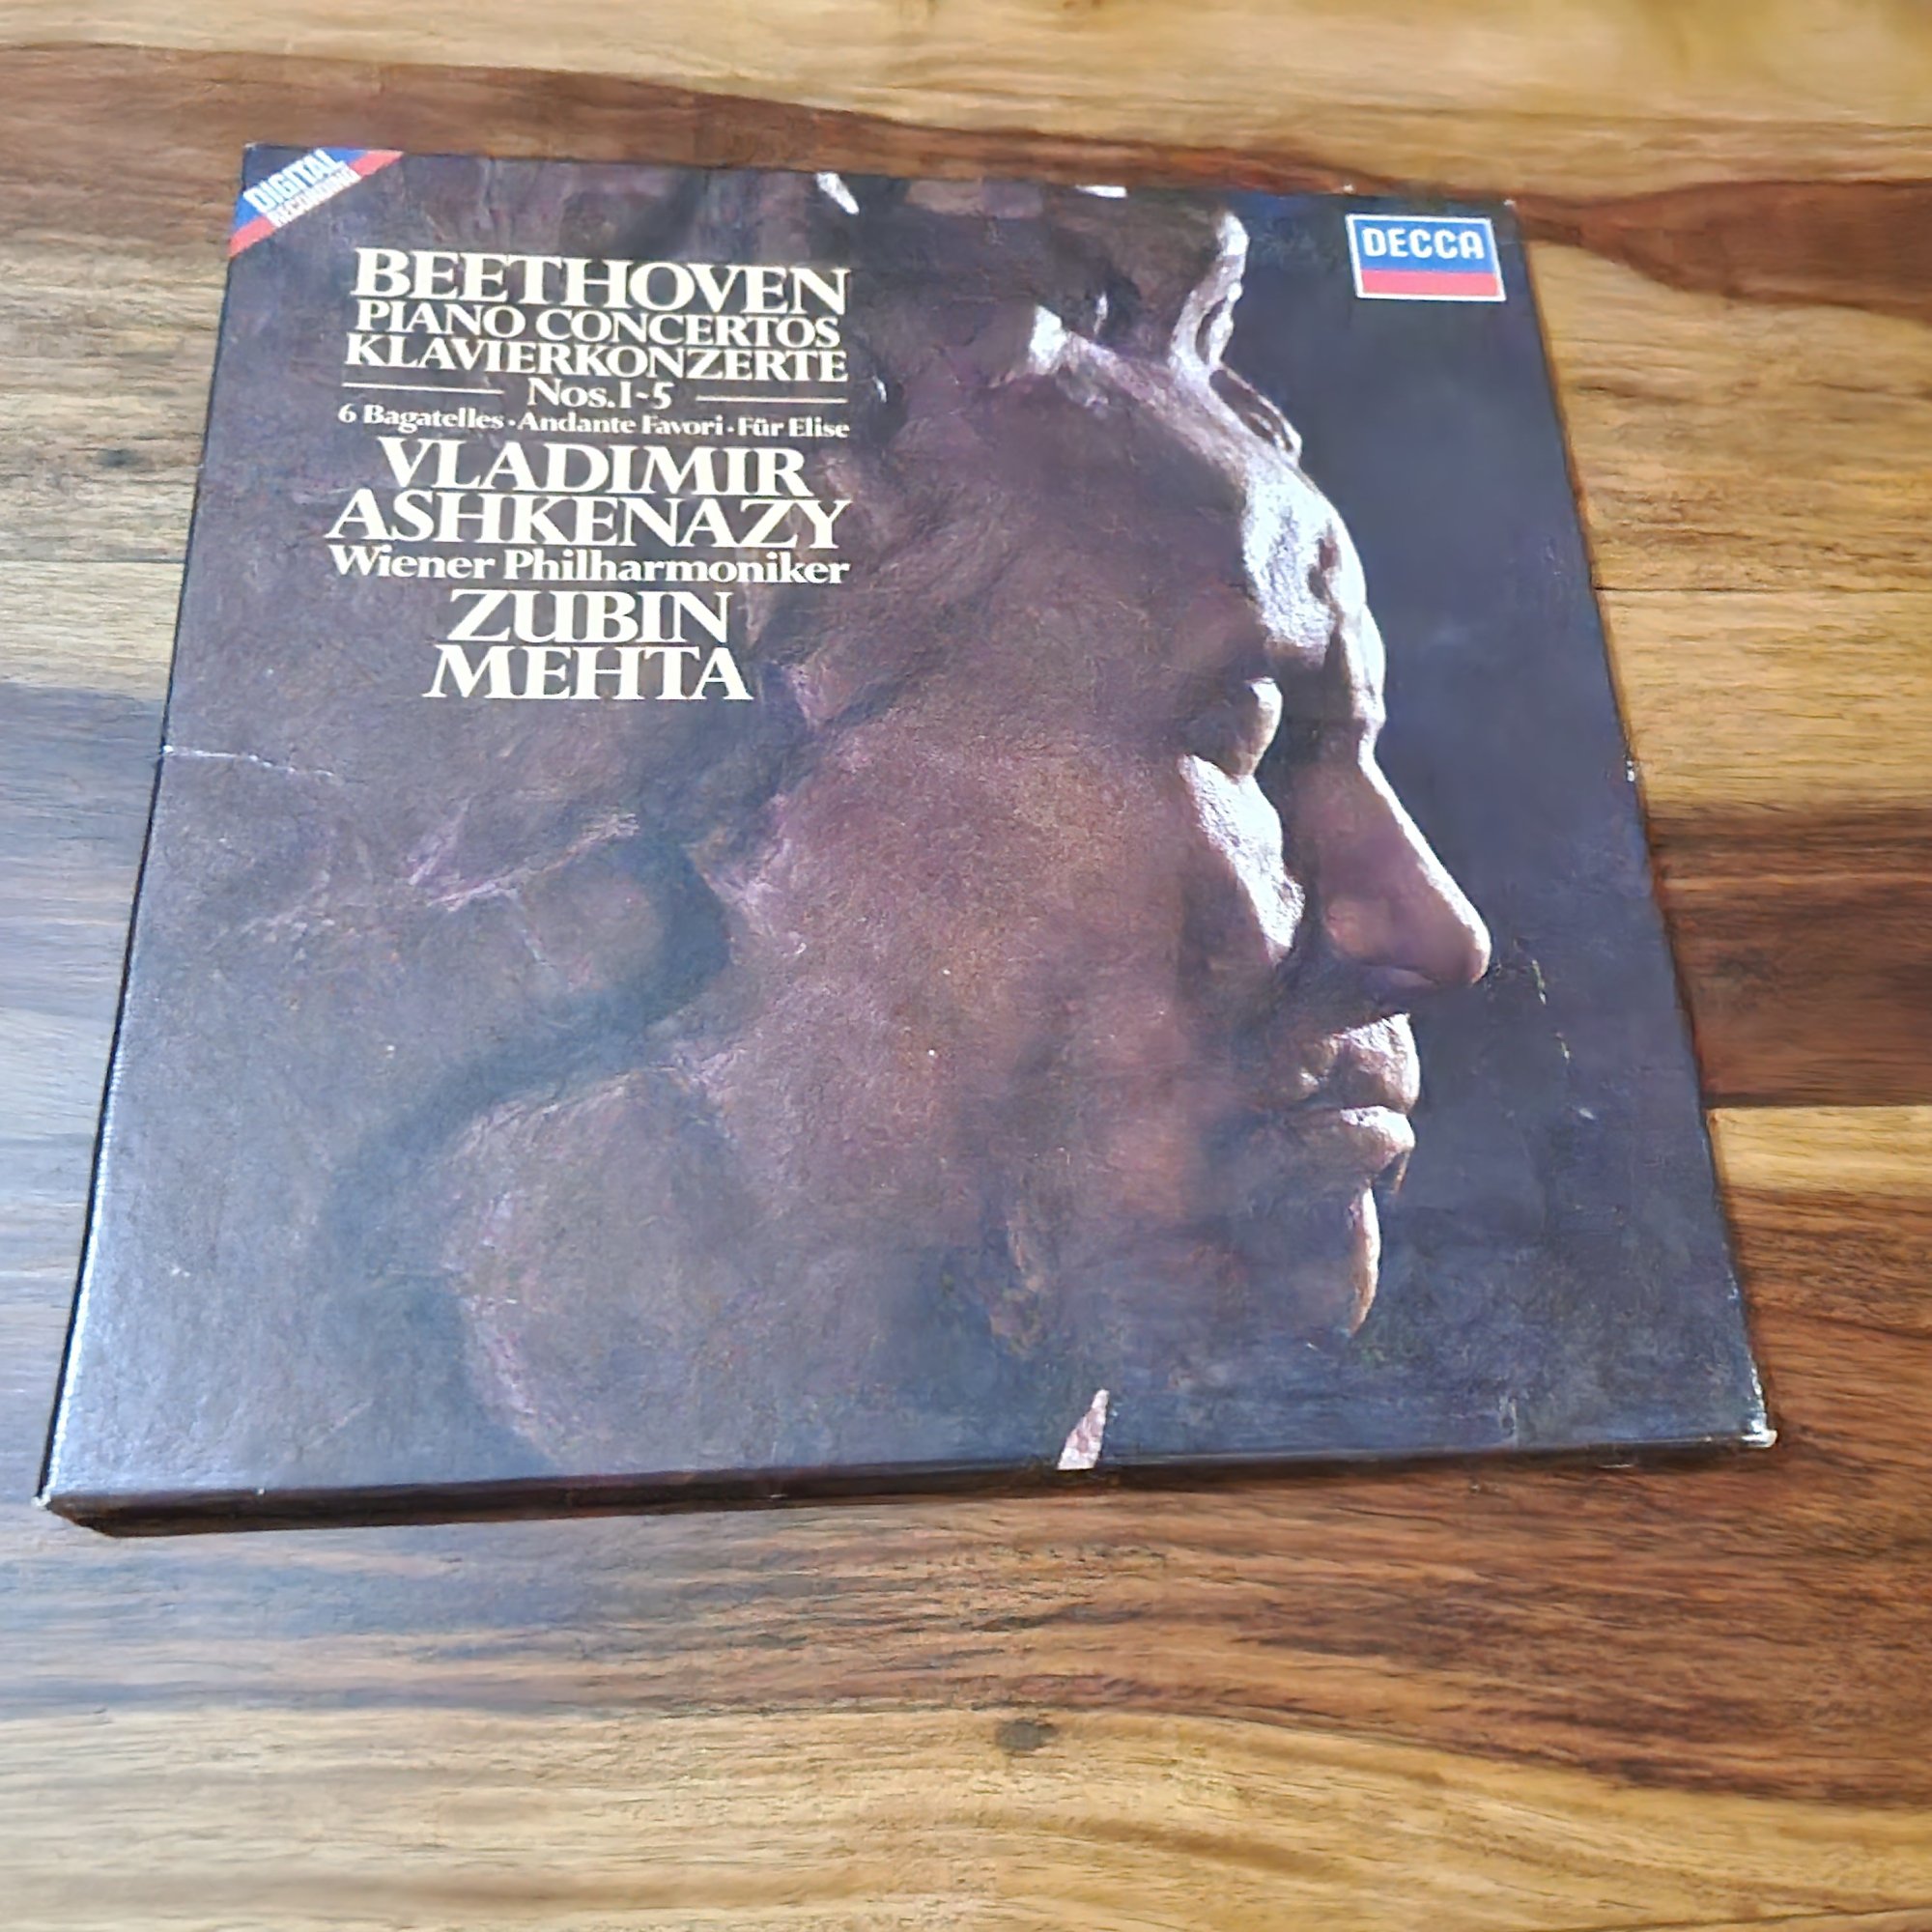 DIGITAL
RECORDING
DECCA
BEETHOVEN
PIANO CONCERTOS
KLAVIERKONZERTE
Nos.1-5
6 Bagatelles · Andante Favori · Für Elise
VLADIMIR
ASHKENAZY
Wiener Philharmoniker
ZUBIN
MEHTA